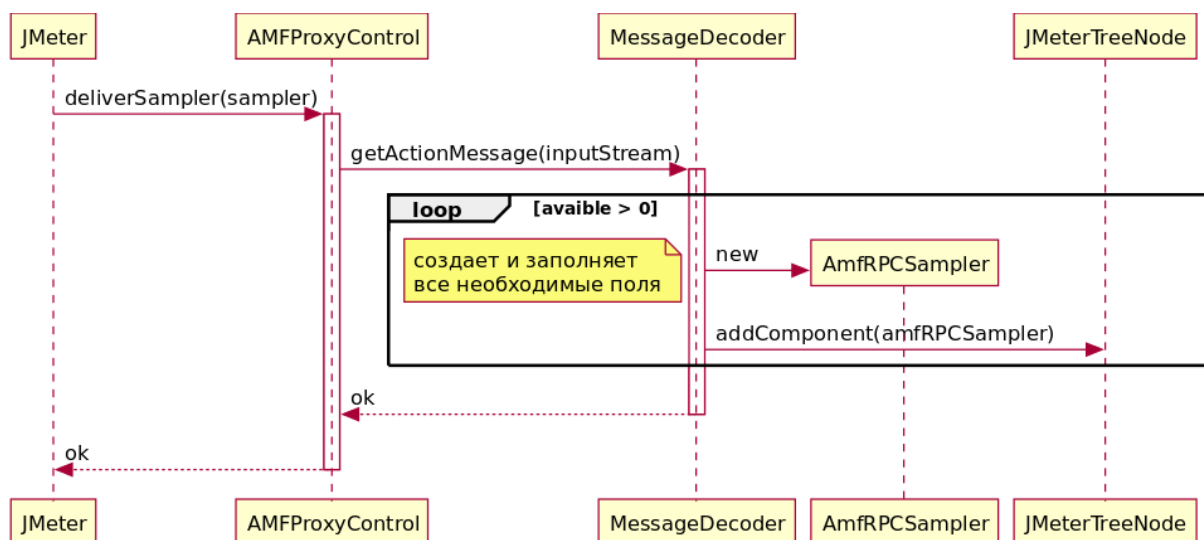 JMeter AMFProxyControl MessageDecoder JMeterTreeNode
deliverSampler(sampler)
getActionMessage(inputStream)
loop [avaible > 0]
создает и заполняет
все необходимые поля
new
AmfRPCSampler
addComponent(amfRPCSampler)
ok
ok
JMeter AMFProxyControl MessageDecoder AmfRPCSampler JMeterTreeNode